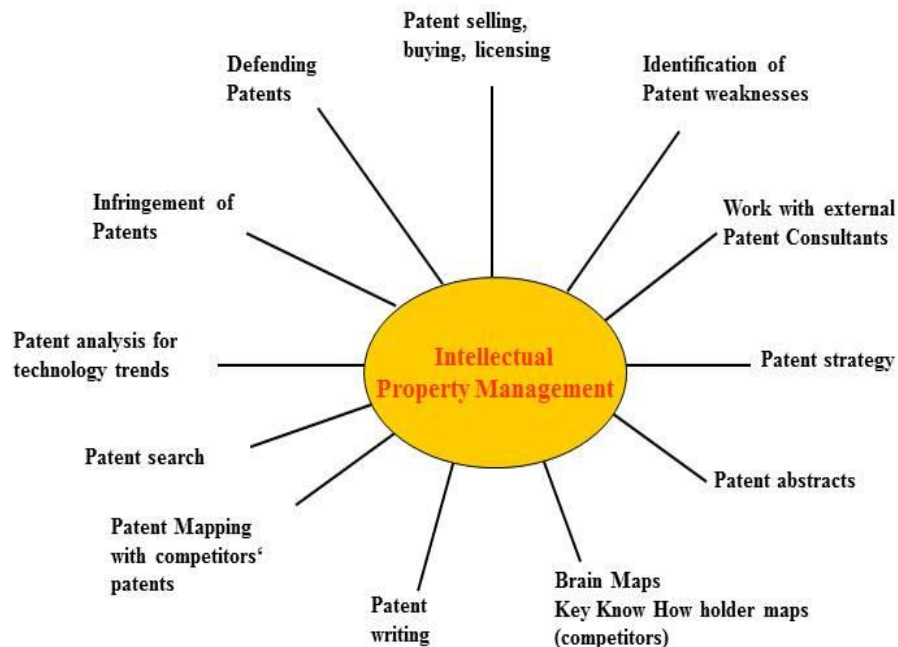 Patent selling,
buying, licensing
Identification of
Patent weaknesses
Defending
Patents
Work with external
Patent Consultants
Infringement of
Patents
Patent analysis for
technology trends
Intellectual
Property Management
Patent strategy
Patent search
Patent abstracts
Patent Mapping
with competitors‘
patents
Patent
writing
Brain Maps
Key Know How holder maps
(competitors)